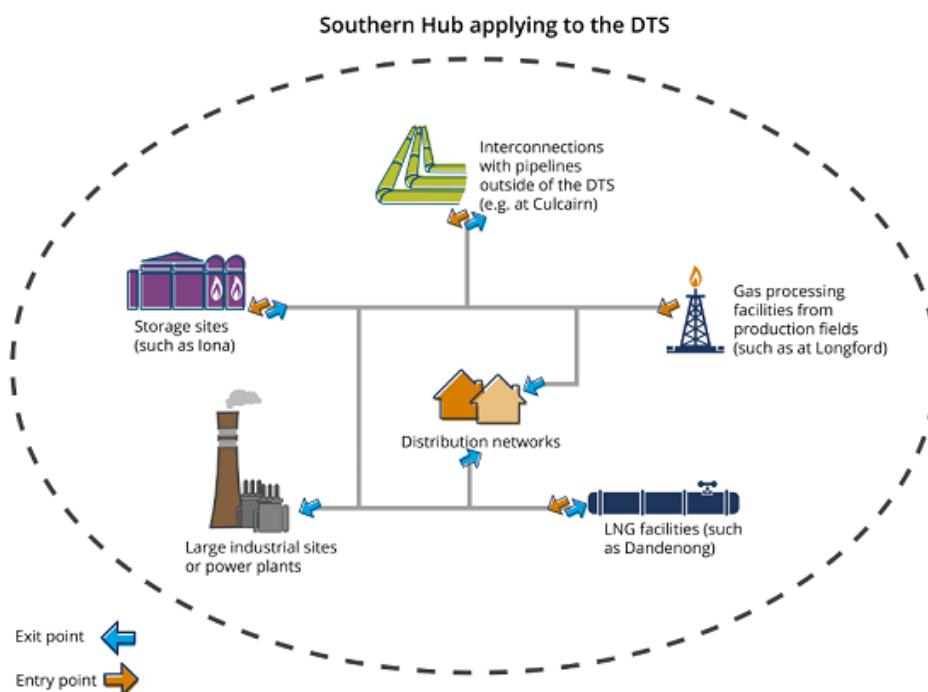 Southern Hub applying to the DTS
Interconnections
with pipelines
outside of the DTS
(e.g. at Culcairn)
Storage sites
(such as Iona)
Gas processing
facilities from
production fields
(such as at Longford)
Distribution networks
Large industrial sites
or power plants
LNG facilities (such
as Dandenong)
Exit point
Entry point